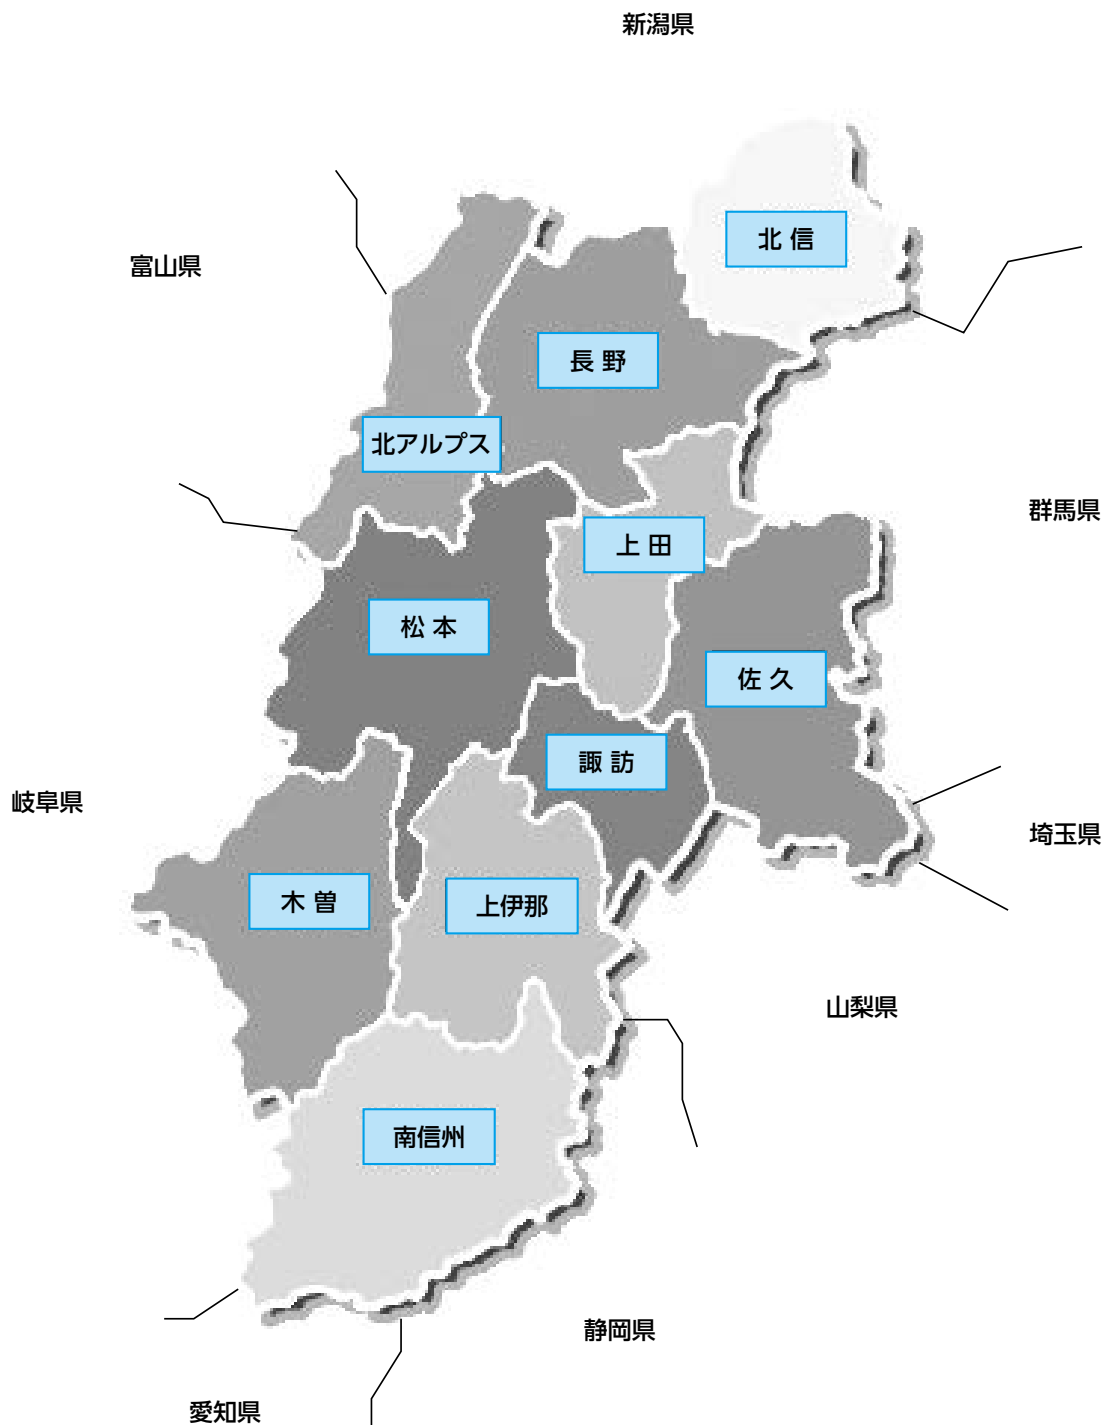 新潟県
北信
富山県
長野
北アルプス
群馬県
上田
松本
佐久
諏訪
岐阜県
埼玉県
木曽
上伊那
山梨県
南信州
静岡県
愛知県